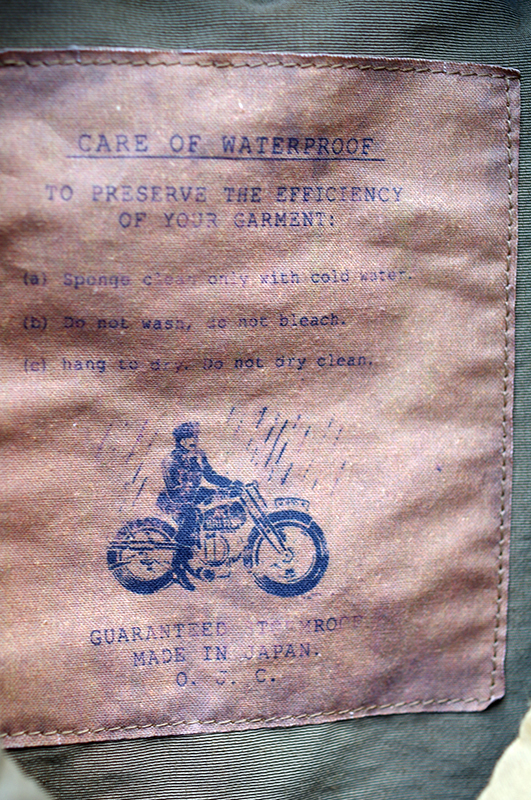 CARE OF WATERPROOF
TO PRESERVE THE EFFICIENCY
OF YOUR GARMENT:
(a) Sponge clean only with cold water.
(b) Do not wash, do not bleach.
(c) hang to dry. Do not dry clean.
GUARANTEED
MADE IN JAPAN.
O. J. C.